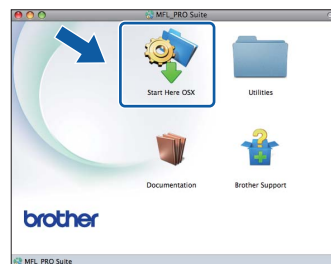 MFL_PRO Suite
Start Here OSX
Utilities
Documentation
Brother Support
brother
MFL_PRO Suite